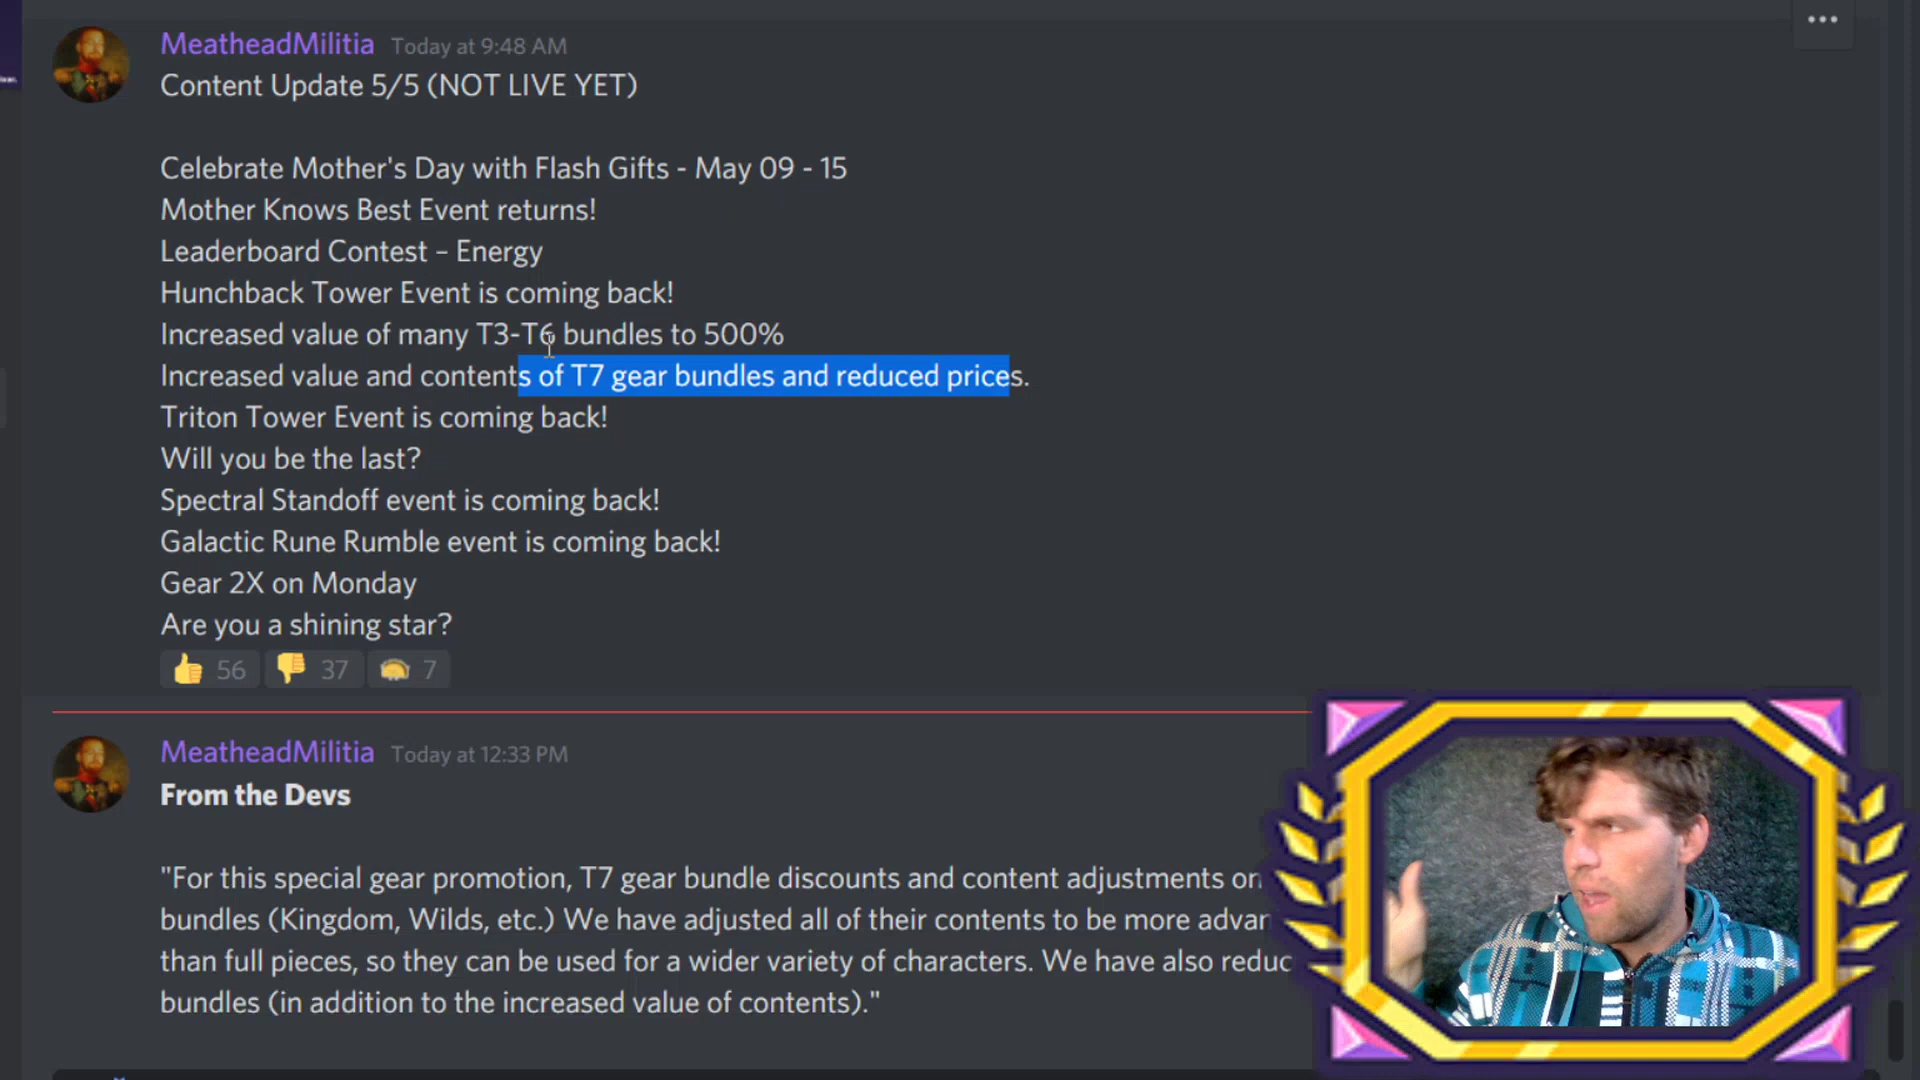 MeatheadMilitia Today at 9:48 AM
Content Update 5/5 (NOT LIVE YET)
Celebrate Mother's Day with Flash Gifts - May 09 - 15
Mother Knows Best Event returns!
Leaderboard Contest – Energy
Hunchback Tower Event is coming back!
Increased value of many T3-T6 bundles to 500%
Increased value and contents of T7 gear bundles and reduced prices.
Triton Tower Event is coming back!
Will you be the last?
Spectral Standoff event is coming back!
Galactic Rune Rumble event is coming back!
Gear 2X on Monday
Are you a shining star?
56 37 7
MeatheadMilitia Today at 12:33 PM
From the Devs
"For this special gear promotion, T7 gear bundle discounts and content adjustments on
bundles (Kingdom, Wilds, etc.) We have adjusted all of their contents to be more
than full pieces, so they can be used for a wider variety of characters. We have also
bundles (in addition to the increased value of contents)."